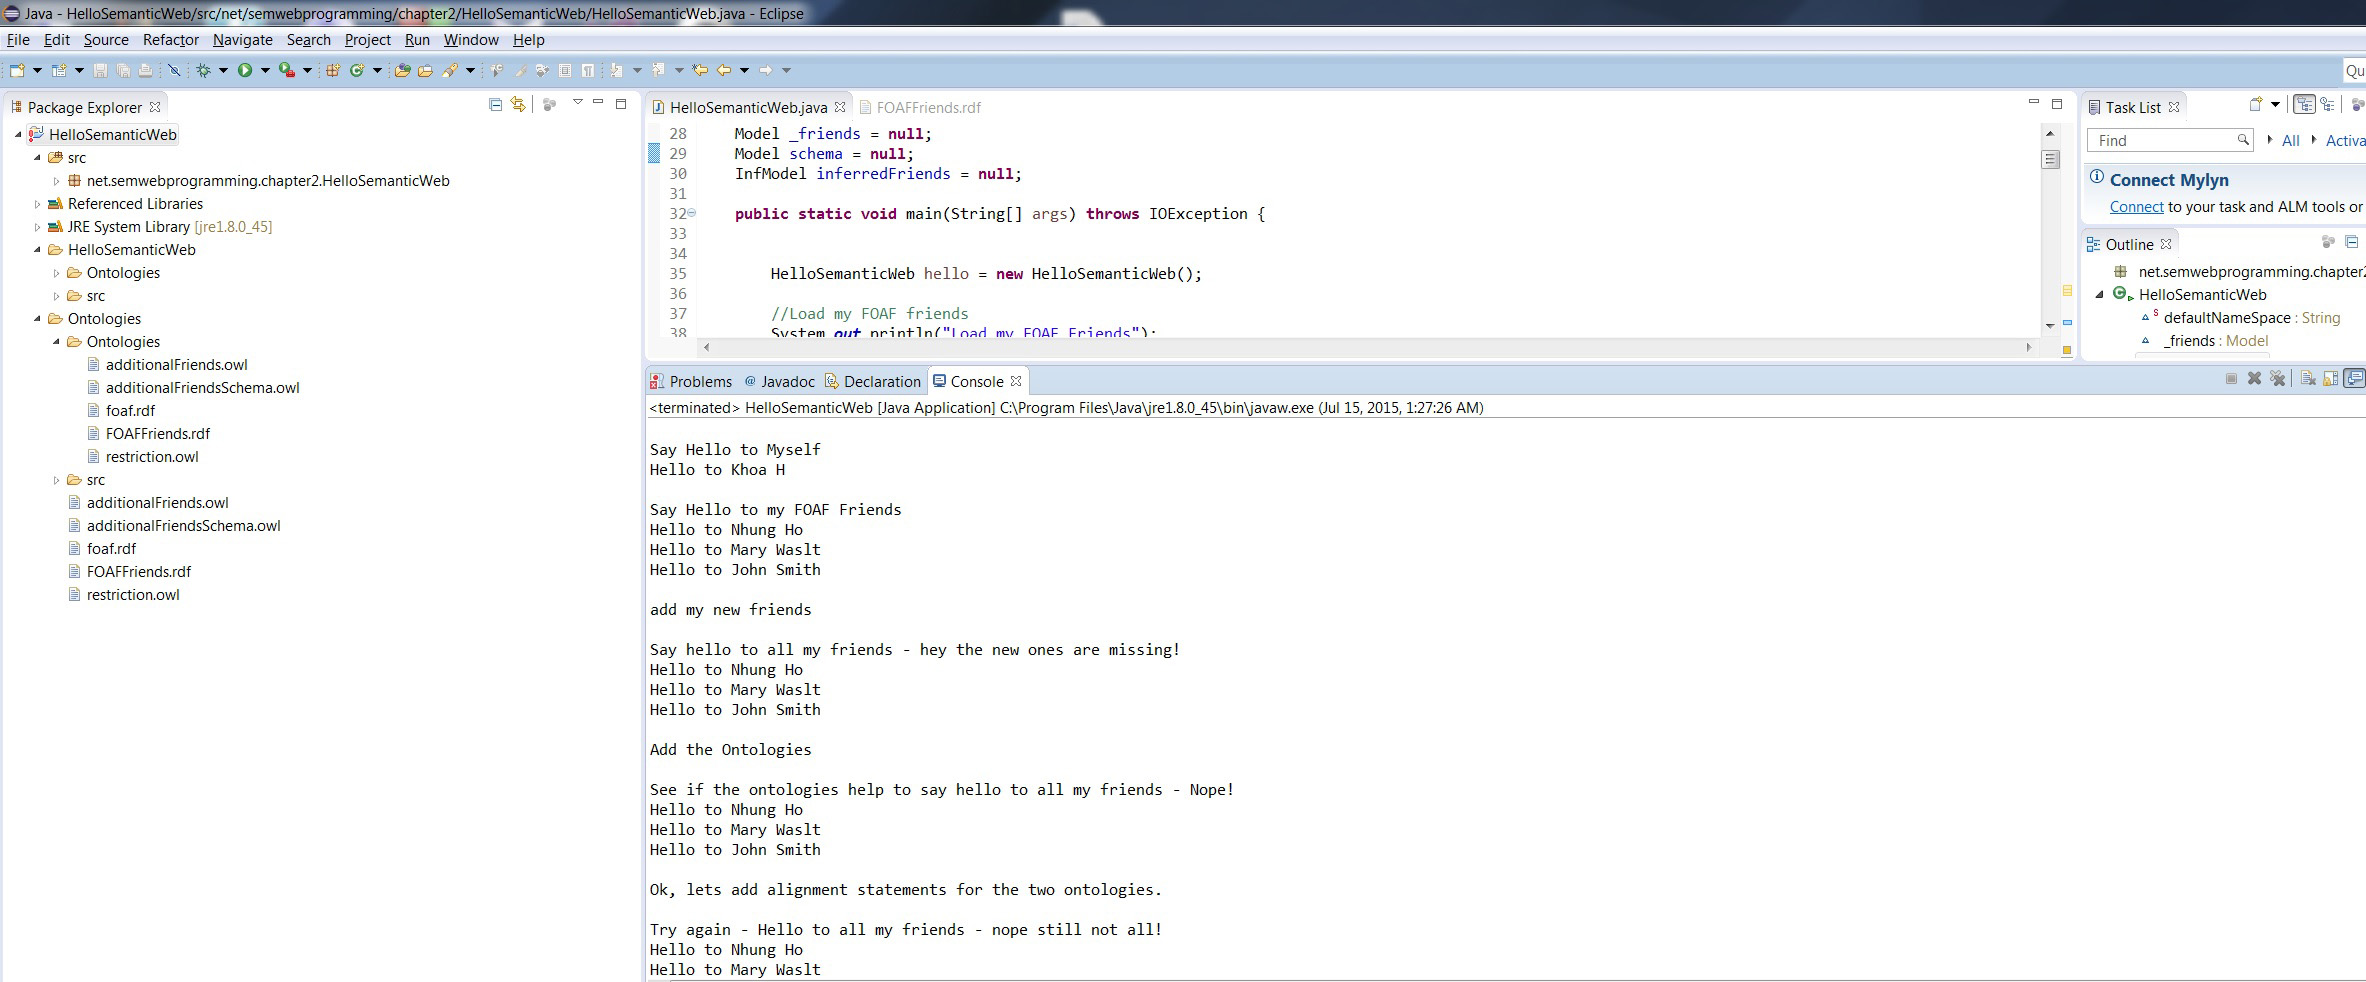 Java - HelloSemanticWeb/src/net/semwebprogramming/chapter2/HelloSemanticWeb/HelloSemanticWeb.java - Eclipse
File Edit Source Refactor Navigate Search Project Run Window Help
Qu
Package Explorer
HelloSemanticWeb
src
net.semwebprogramming.chapter2.HelloSemanticWeb
Referenced Libraries
JRE System Library [jre1.8.0_45]
HelloSemanticWeb
Ontologies
src
Ontologies
Ontologies
additionalFriends.owl
additionalFriendsSchema.owl
foaf.rdf
FOAFFriends.rdf
restriction.owl
src
additionalFriends.owl
additionalFriendsSchema.owl
foaf.rdf
FOAFFriends.rdf
restriction.owl
HelloSemanticWeb.java FOAFFriends.rdf
28 Model _friends = null;
29 Model schema = null;
30 InfModel inferredFriends = null;
31
32 public static void main(String[] args) throws IOException {
33
34
35 HelloSemanticWeb hello = new HelloSemanticWeb();
36
37 //Load my FOAF friends
38 System.out.println("Load my FOAF Friends");
Task List
Find All Activa
Connect Mylyn
Connect to your task and ALM tools or
Outline
net.semwebprogramming.chapter2
HelloSemanticWeb
defaultNameSpace : String
_friends : Model
Problems @ Javadoc Declaration Console
<terminated> HelloSemanticWeb [Java Application] C:\Program Files\Java\jre1.8.0_45\bin\javaw.exe (Jul 15, 2015, 1:27:26 AM)
Say Hello to Myself
Hello to Khoa H
Say Hello to my FOAF Friends
Hello to Nhung Ho
Hello to Mary Waslt
Hello to John Smith
add my new friends
Say hello to all my friends - hey the new ones are missing!
Hello to Nhung Ho
Hello to Mary Waslt
Hello to John Smith
Add the Ontologies
See if the ontologies help to say hello to all my friends - Nope!
Hello to Nhung Ho
Hello to Mary Waslt
Hello to John Smith
Ok, lets add alignment statements for the two ontologies.
Try again - Hello to all my friends - nope still not all!
Hello to Nhung Ho
Hello to Mary Waslt